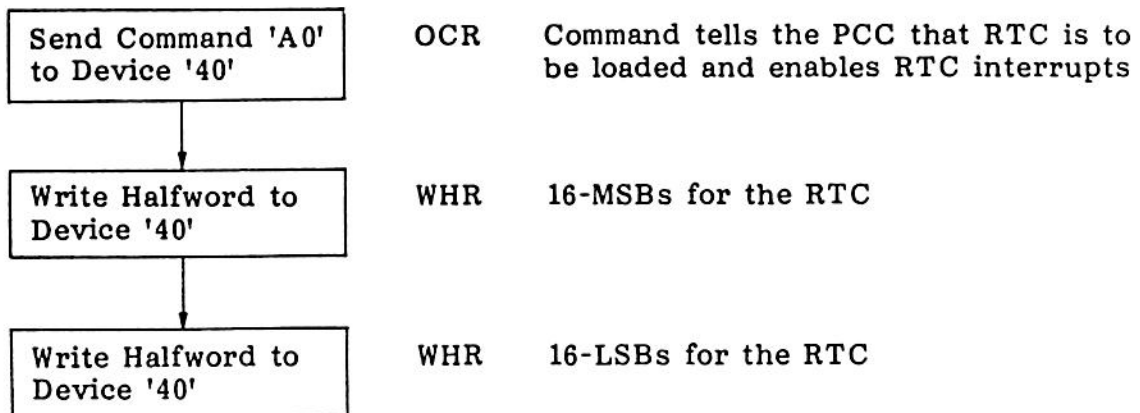 Send Command 'A0' OCR Command tells the PCC that RTC is to
to Device '40' be loaded and enables RTC interrupts
Write Halfword to WHR 16-MSBs for the RTC
Device '40'
Write Halfword to WHR 16-LSBs for the RTC
Device '40'